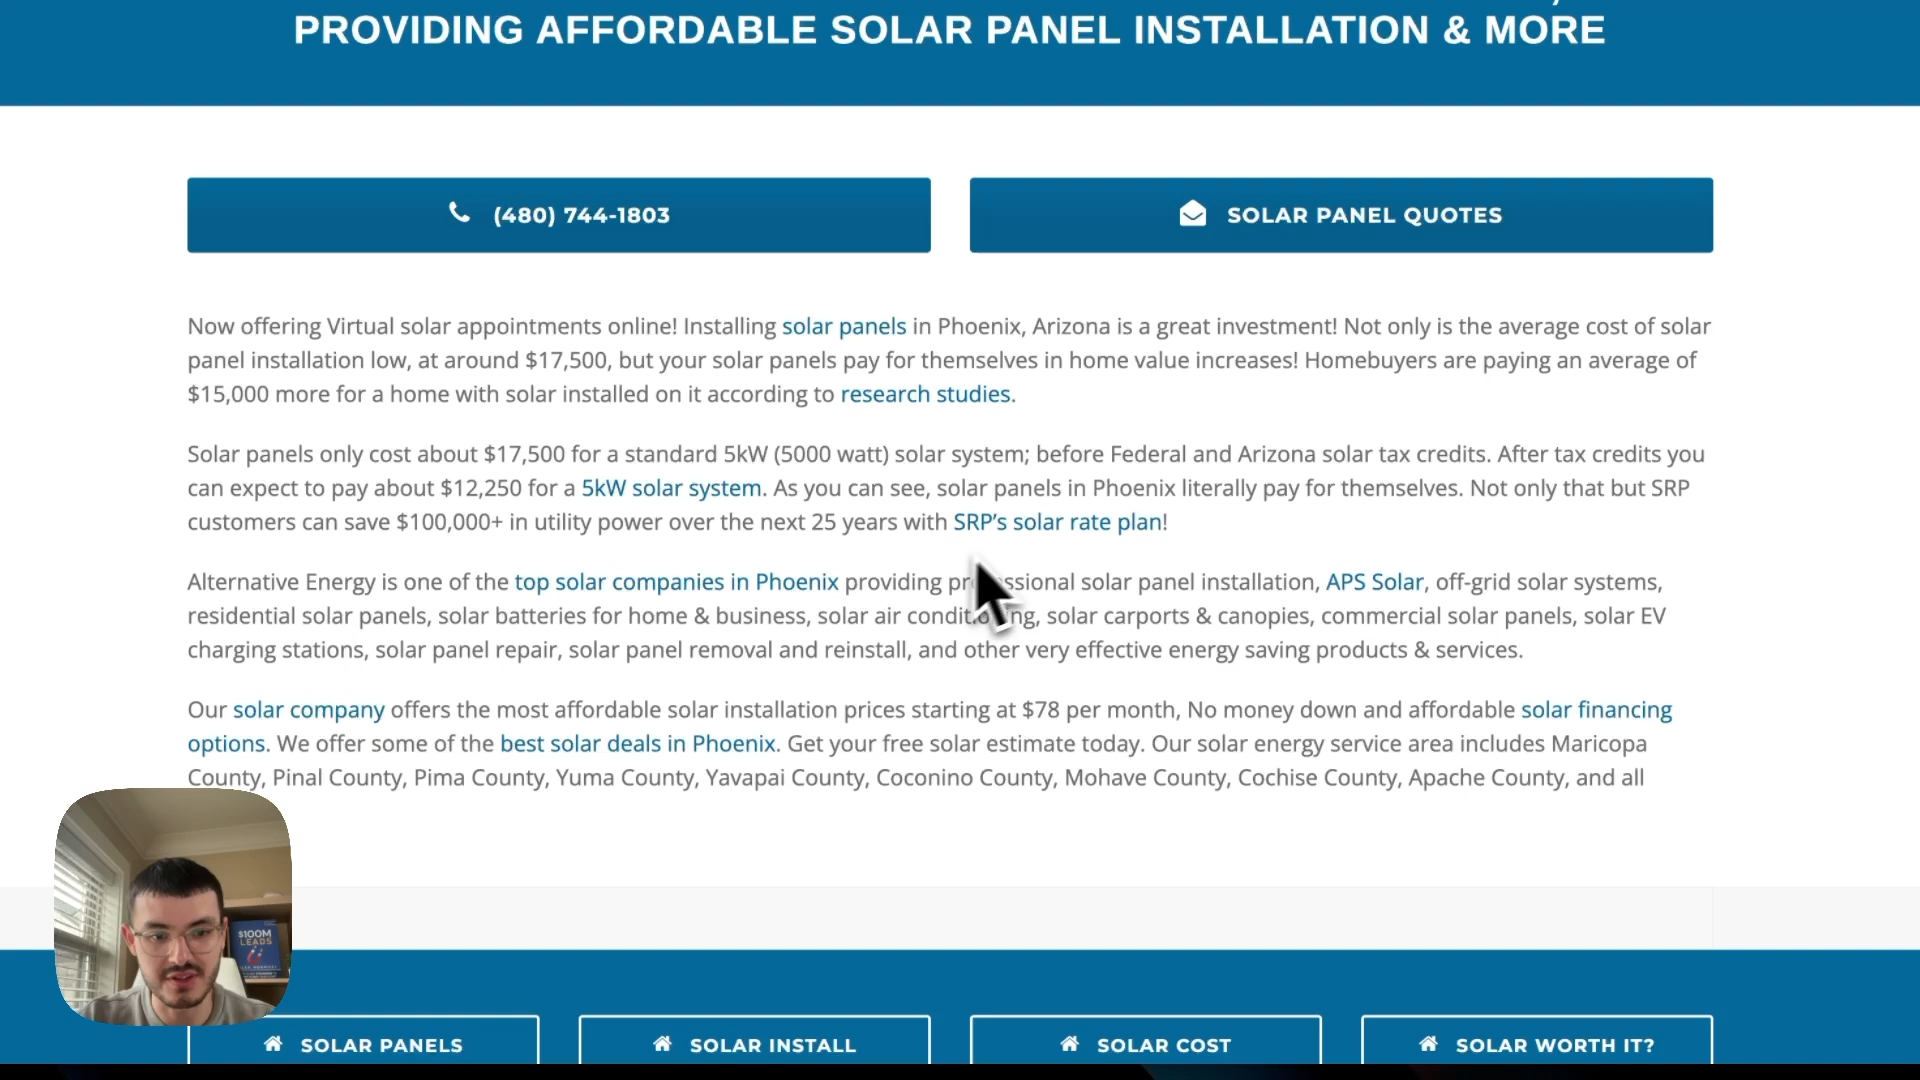 PROVIDING AFFORDABLE SOLAR PANEL INSTALLATION & MORE
(480) 744-1803
SOLAR PANEL QUOTES
Now offering Virtual solar appointments online! Installing solar panels in Phoenix, Arizona is a great investment! Not only is the average cost of solar
panel installation low, at around $17,500, but your solar panels pay for themselves in home value increases! Homebuyers are paying an average of
$15,000 more for a home with solar installed on it according to research studies.
Solar panels only cost about $17,500 for a standard 5kW (5000 watt) solar system; before Federal and Arizona solar tax credits. After tax credits you
can expect to pay about $12,250 for a 5kW solar system. As you can see, solar panels in Phoenix literally pay for themselves. Not only that but SRP
customers can save $100,000+ in utility power over the next 25 years with SRP's solar rate plan!
Alternative Energy is one of the top solar companies in Phoenix providing professional solar panel installation, APS Solar, off-grid solar systems,
residential solar panels, solar batteries for home & business, solar air conditioning, solar carports & canopies, commercial solar panels, solar EV
charging stations, solar panel repair, solar panel removal and reinstall, and other very effective energy saving products & services.
Our solar company offers the most affordable solar installation prices starting at $78 per month, No money down and affordable solar financing
options. We offer some of the best solar deals in Phoenix. Get your free solar estimate today. Our solar energy service area includes Maricopa
County, Pinal County, Pima County, Yuma County, Yavapai County, Coconino County, Mohave County, Cochise County, Apache County, and all
$100M
LEADS
SOLAR PANELS
SOLAR INSTALL
SOLAR COST
SOLAR WORTH IT?